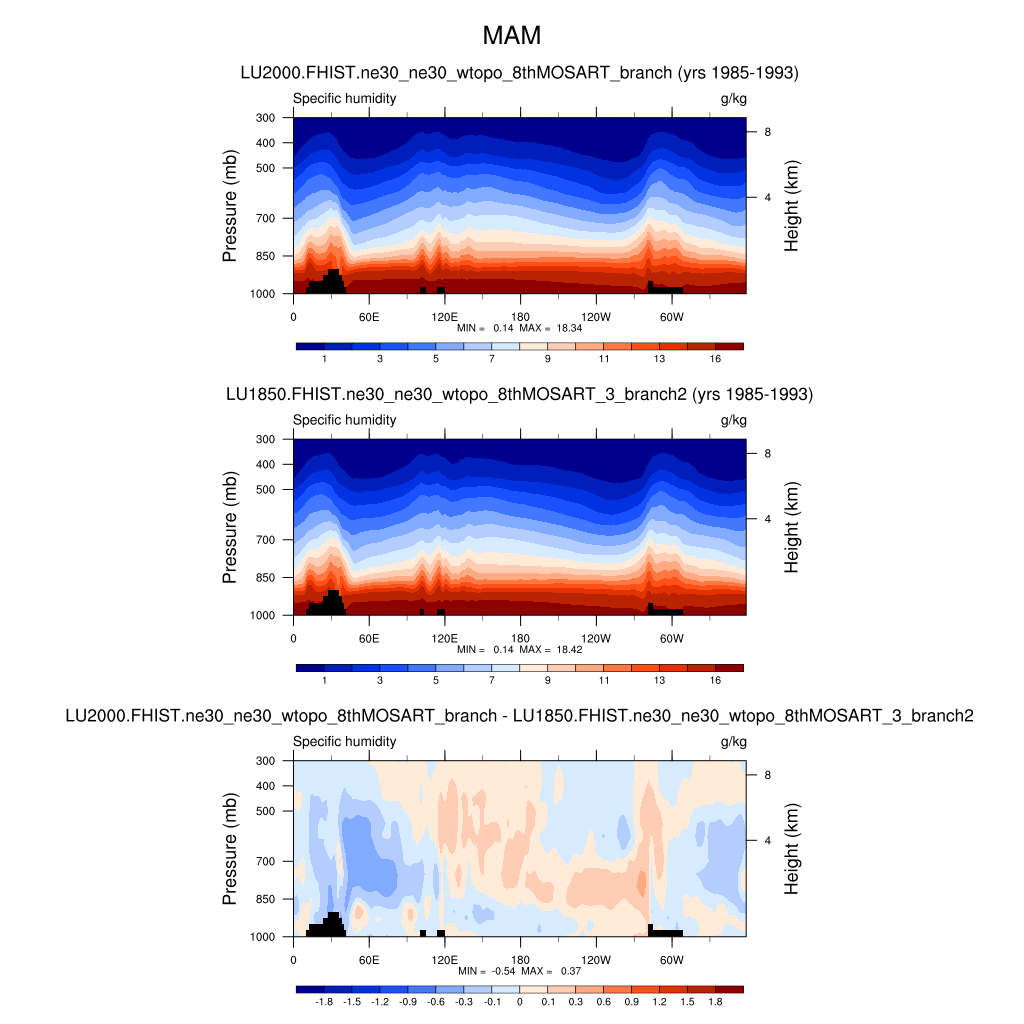 MAM
LU2000.FHIST.ne30_ne30_wtopo_8thMOSART_branch (yrs 1985-1993)
Specific humidity g/kg
300
400
500
700
850
1000
Pressure (mb)
8
4
Height (km)
0 60E 120E 180 120W 60W
MIN = 0.14 MAX = 18.34
1 3 5 7 9 11 13 16
LU1850.FHIST.ne30_ne30_wtopo_8thMOSART_3_branch2 (yrs 1985-1993)
Specific humidity g/kg
300
400
500
700
850
1000
Pressure (mb)
8
4
Height (km)
0 60E 120E 180 120W 60W
MIN = 0.14 MAX = 18.42
1 3 5 7 9 11 13 16
LU2000.FHIST.ne30_ne30_wtopo_8thMOSART_branch - LU1850.FHIST.ne30_ne30_wtopo_8thMOSART_3_branch2
Specific humidity g/kg
300
400
500
700
850
1000
Pressure (mb)
8
4
Height (km)
0 60E 120E 180 120W 60W
MIN = -0.54 MAX = 0.37
-1.8 -1.5 -1.2 -0.9 -0.6 -0.3 -0.1 0 0.1 0.3 0.6 0.9 1.2 1.5 1.8